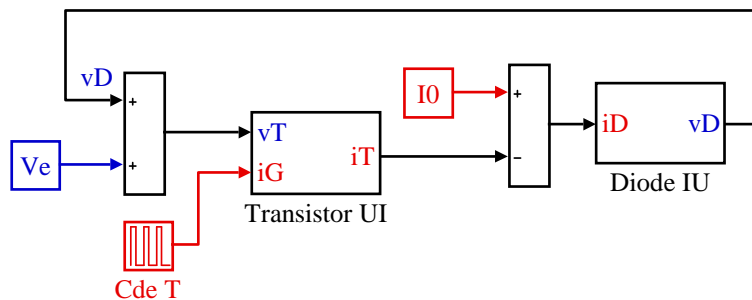 vD
+
+
Ve
vT
iG
iT
Transistor UI
Cde T
I0
+
−
iD
vD
Diode IU